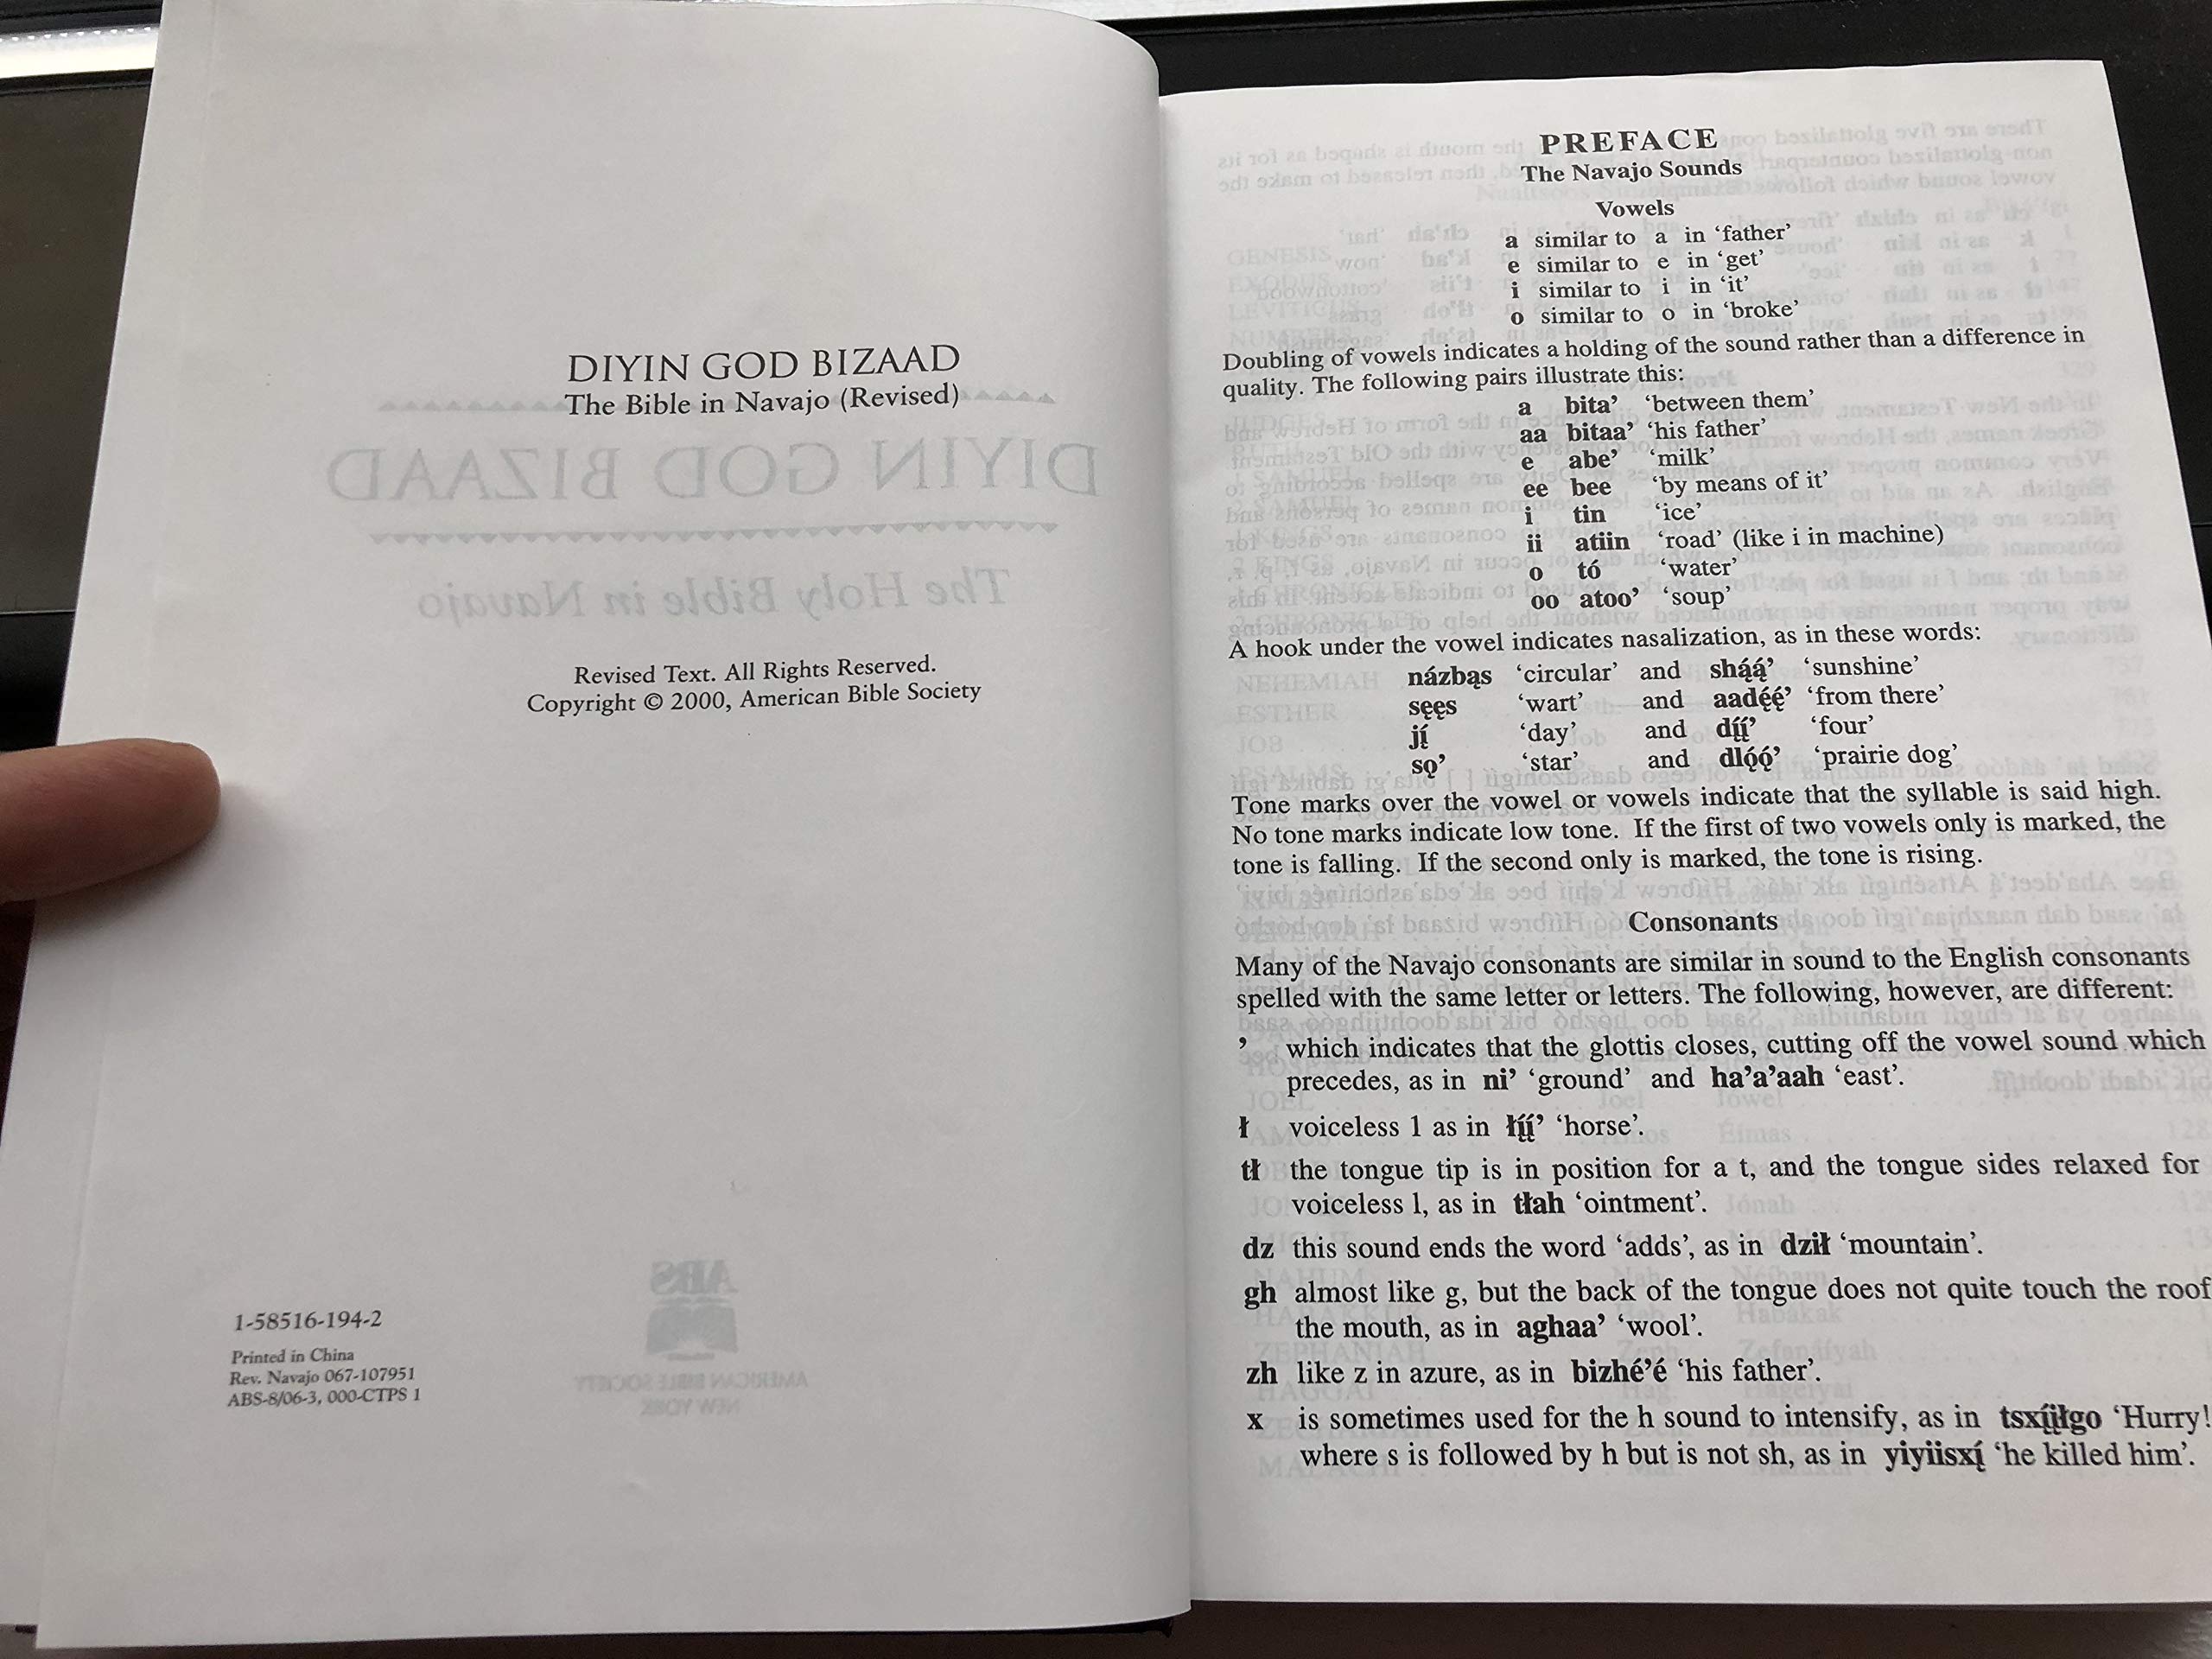 DIYIN GOD BIZAAD
The Bible in Navajo (Revised)
DIYIN GOD BIZAAD
The Holy Bible in Navajo
Revised Text. All Rights Reserved.
Copyright © 2000, American Bible Society
ABS
AMERICAN BIBLE SOCIETY
NEW YORK
1-58516-194-2
Printed in China
Rev. Navajo 067-107951
ABS-8/06-3, 000-CTPS 1
PREFACE
The Navajo Sounds
Vowels
a similar to a in ‘father’
e similar to e in ‘get’
i similar to i in ‘it’
o similar to o in ‘broke’
Doubling of vowels indicates a holding of the sound rather than a difference in
quality. The following pairs illustrate this:
a bita’ ‘between them’
aa bitaa’ ‘his father’
e abe’ ‘milk’
ee bee ‘by means of it’
i tin ‘ice’
ii atiin ‘road’ (like i in machine)
o tó ‘water’
oo atoo’ ‘soup’
A hook under the vowel indicates nasalization, as in these words:
názbąs ‘circular’ and shą́ą́’ ‘sunshine’
sęęs ‘wart’ and aadę́ę́’ ‘from there’
jį́ ‘day’ and dį́į́’ ‘four’
sǫ’ ‘star’ and dlǫ́ǫ́’ ‘prairie dog’
Tone marks over the vowel or vowels indicate that the syllable is said high.
No tone marks indicate low tone. If the first of two vowels only is marked, the
tone is falling. If the second only is marked, the tone is rising.
Consonants
Many of the Navajo consonants are similar in sound to the English consonants
spelled with the same letter or letters. The following, however, are different:
’ which indicates that the glottis closes, cutting off the vowel sound which
precedes, as in ni’ ‘ground’ and ha’a’aah ‘east’.
ł voiceless l as in łį́į́’ ‘horse’.
tł the tongue tip is in position for a t, and the tongue sides relaxed for
voiceless l, as in tłah ‘ointment’.
dz this sound ends the word ‘adds’, as in dził ‘mountain’.
gh almost like g, but the back of the tongue does not quite touch the roof
the mouth, as in aghaa’ ‘wool’.
zh like z in azure, as in bizhé’é ‘his father’.
x is sometimes used for the h sound to intensify, as in tsxį́įłgo ‘Hurry!
where s is followed by h but is not sh, as in yiyiisxį́ ‘he killed him’.